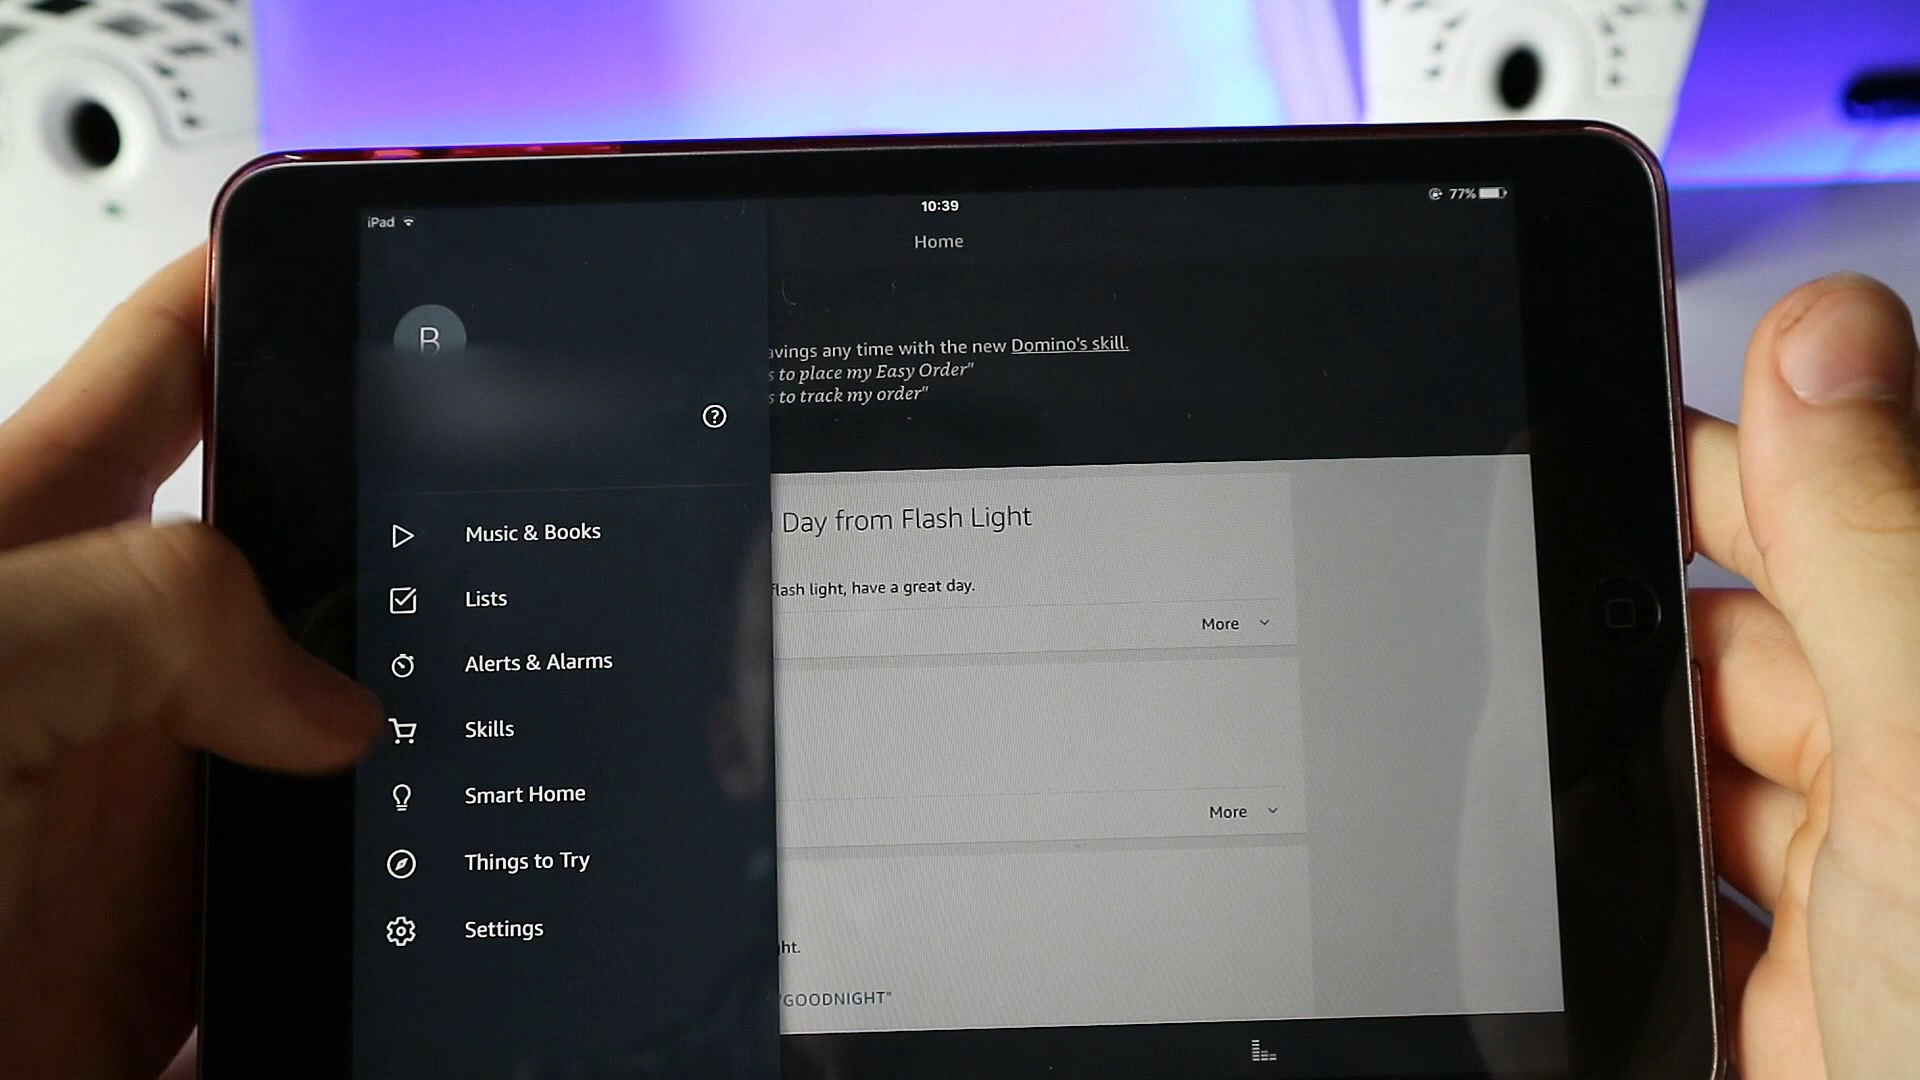 iPad
10:39
77%
Home
B
avings any time with the new Domino's skill.
s to place my Easy Order"
s to track my order"
Music & Books
Lists
Alerts & Alarms
Skills
Smart Home
Things to Try
Settings
Day from Flash Light
flash light, have a great day.
More
More
ht.
"GOODNIGHT"